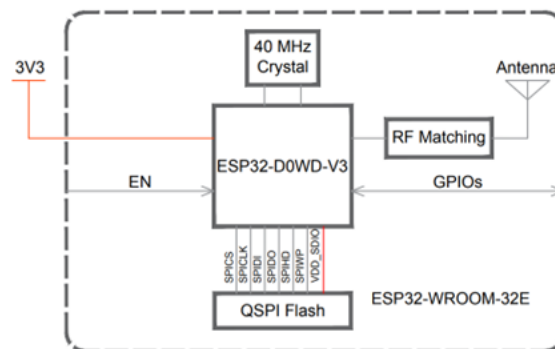 40 MHz
Crystal
3V3
Antenna
ESP32-D0WD-V3
RF Matching
EN
GPIOs
SPICS
SPICLK
SPIDI
SPIDO
SPIHD
SPIWP
VDD_SDIO
QSPI Flash
ESP32-WROOM-32E